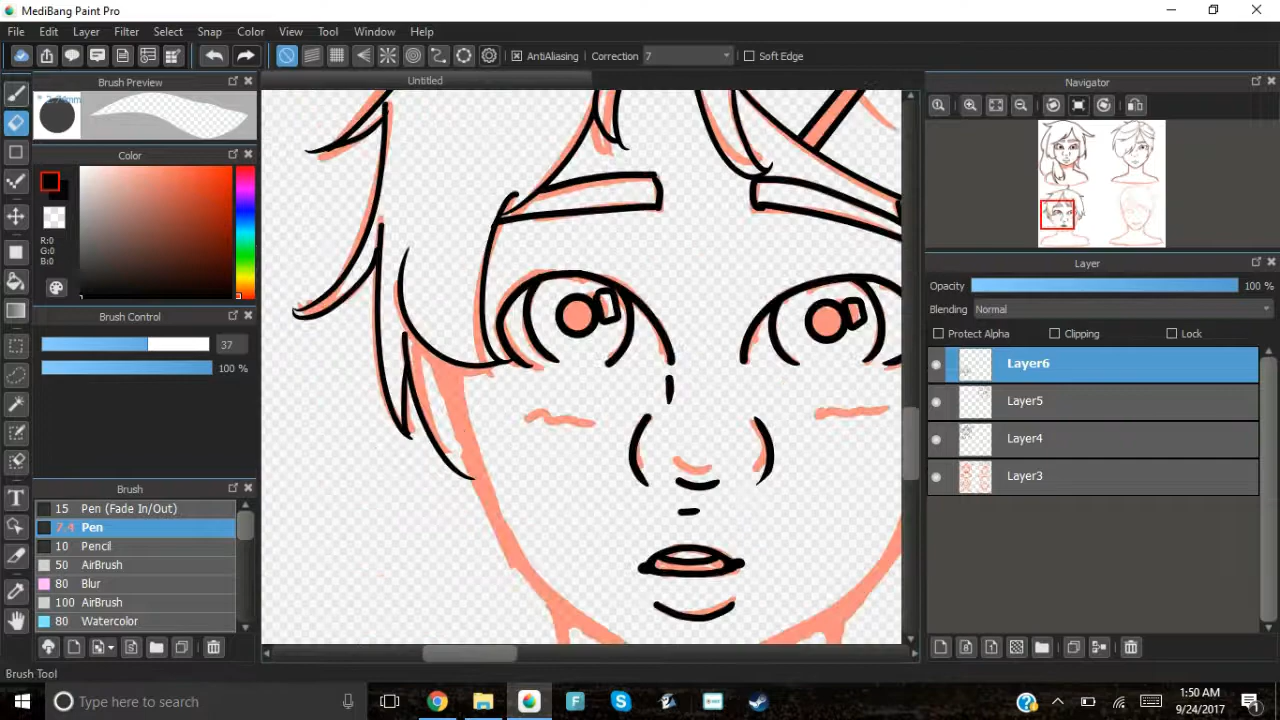 MediBang Paint Pro
File Edit Layer Filter Select Snap Color View Tool Window Help
AntiAliasing Correction 7 Soft Edge
Brush Preview
Untitled
Navigator
Color
R:0
G:0
B:0
Layer
Opacity 100 %
Blending Normal
Protect Alpha Clipping Lock
Brush Control
37
100 %
Layer6
Layer5
Layer4
Layer3
Brush
15 Pen (Fade In/Out)
7.4 Pen
10 Pencil
50 AirBrush
80 Blur
100 AirBrush
80 Watercolor
Brush Tool
Type here to search
1:50 AM
9/24/2017